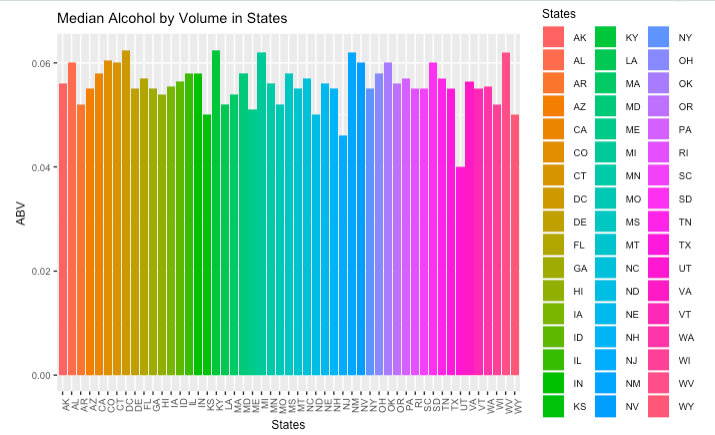 Median Alcohol by Volume in States
ABV
0.06
0.04
0.02
0.00
AK AL AR AZ CA CO CT DC DE FL GA HI IA ID IL IN KS KY LA MA MD ME MI MN MO MS MT NC ND NE NH NJ NM NV NY OH OK OR PA RI SC SD TN TX UT VA VT WA WI WV WY
States
States
AK KY NY
AL LA OH
AR MA OK
AZ MD OR
CA ME PA
CO MI RI
CT MN SC
DC MO SD
DE MS TN
FL MT TX
GA NC UT
HI ND VA
IA NE VT
ID NH WA
IL NJ WI
IN NM WV
KS NV WY